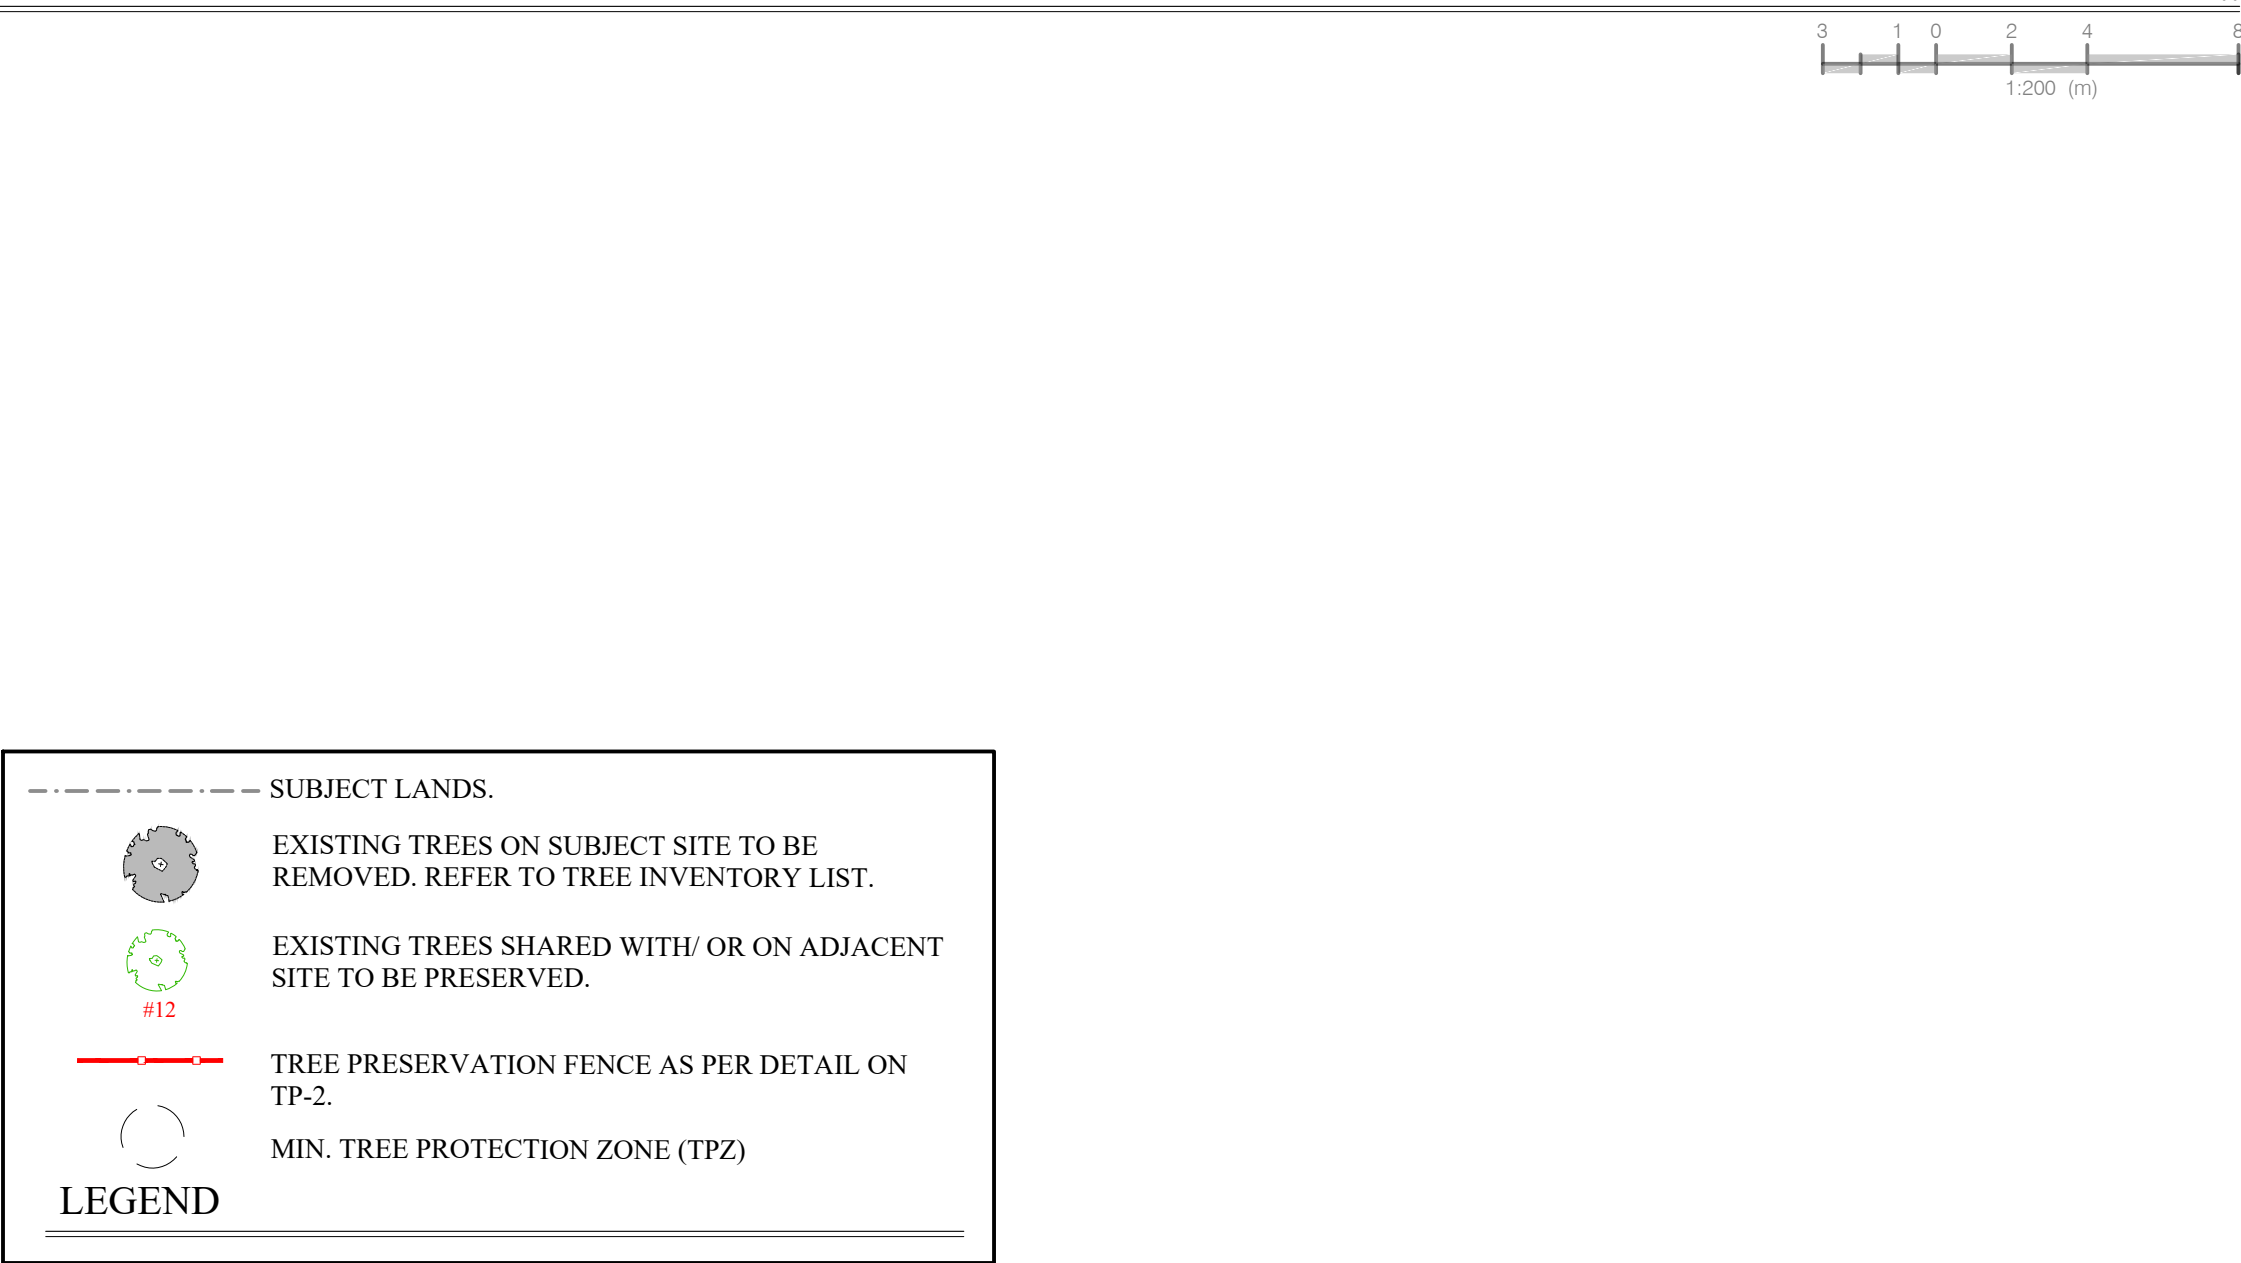 3 1 0 2 4 8
1:200 (m)
SUBJECT LANDS.
EXISTING TREES ON SUBJECT SITE TO BE
REMOVED. REFER TO TREE INVENTORY LIST.
EXISTING TREES SHARED WITH/ OR ON ADJACENT
SITE TO BE PRESERVED.
#12
TREE PRESERVATION FENCE AS PER DETAIL ON
TP-2.
MIN. TREE PROTECTION ZONE (TPZ)
LEGEND